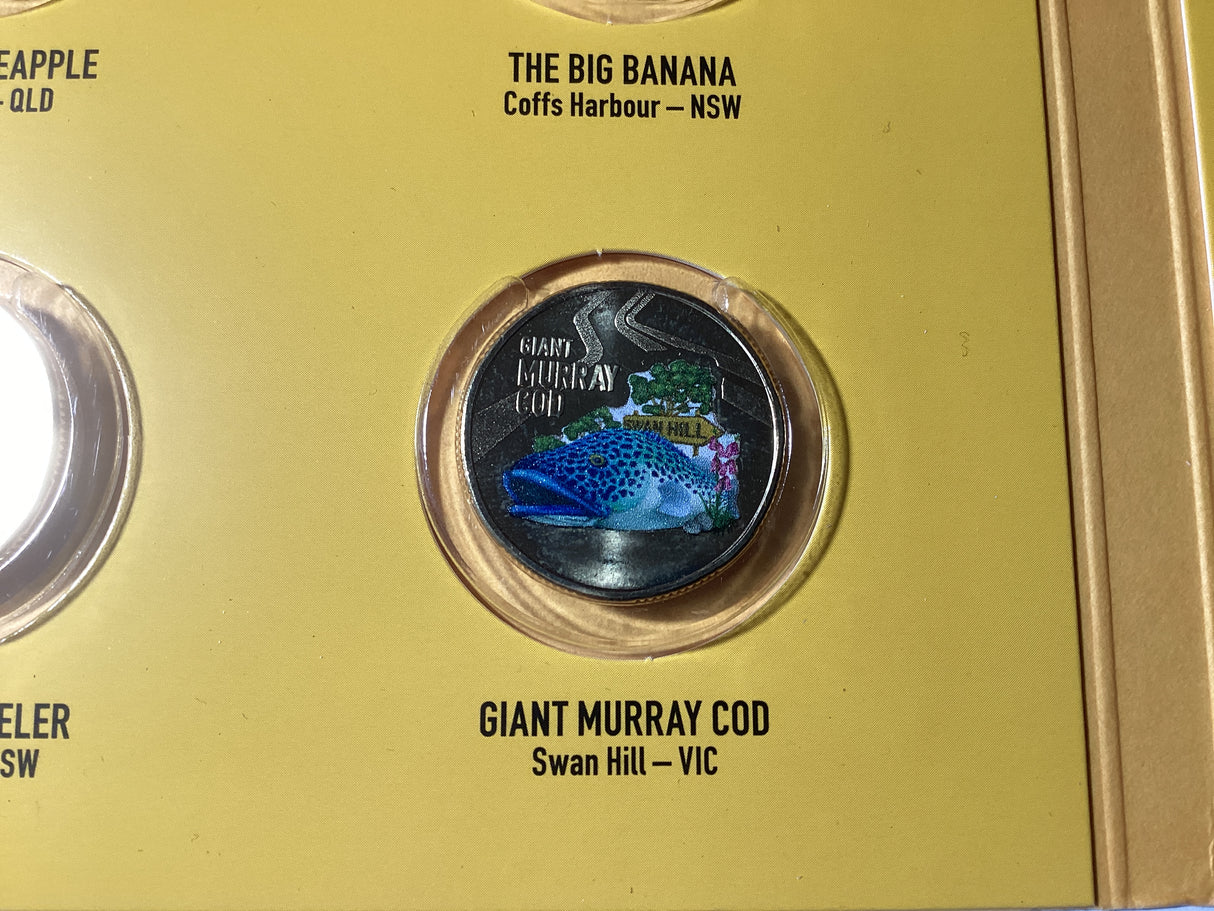 EAPPLE
- QLD
THE BIG BANANA
Coffs Harbour – NSW
GIANT
MURRAY
COD
SWAN HILL
ELER
SW
GIANT MURRAY COD
Swan Hill – VIC